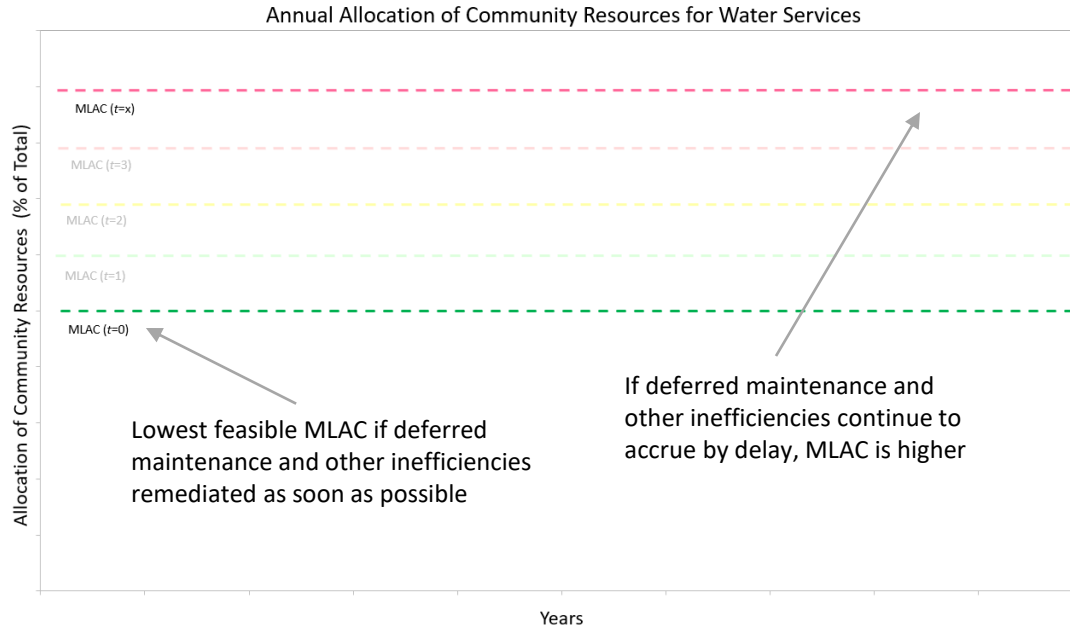 Annual Allocation of Community Resources for Water Services
Allocation of Community Resources (% of Total)
MLAC (t=x)
MLAC (t=3)
MLAC (t=2)
MLAC (t=1)
MLAC (t=0)
Lowest feasible MLAC if deferred
maintenance and other inefficiencies
remediated as soon as possible
If deferred maintenance and
other inefficiencies continue to
accrue by delay, MLAC is higher
Years